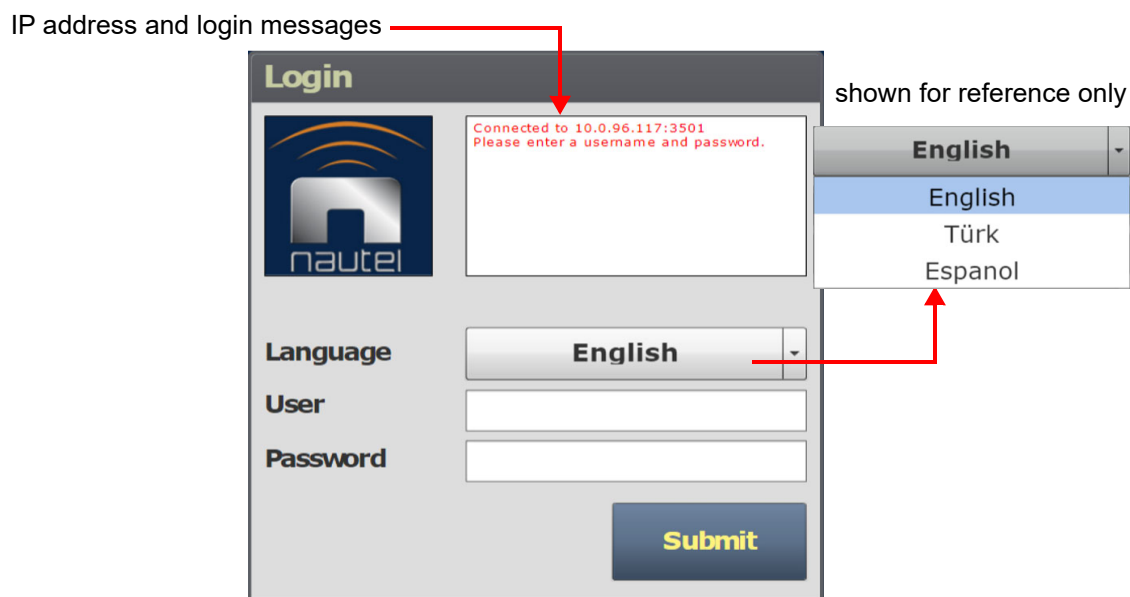 IP address and login messages
Login
shown for reference only
Connected to 10.0.96.117:3501
Please enter a username and password.
nautel
English
English
Türk
Espanol
Language
English
User
Password
Submit